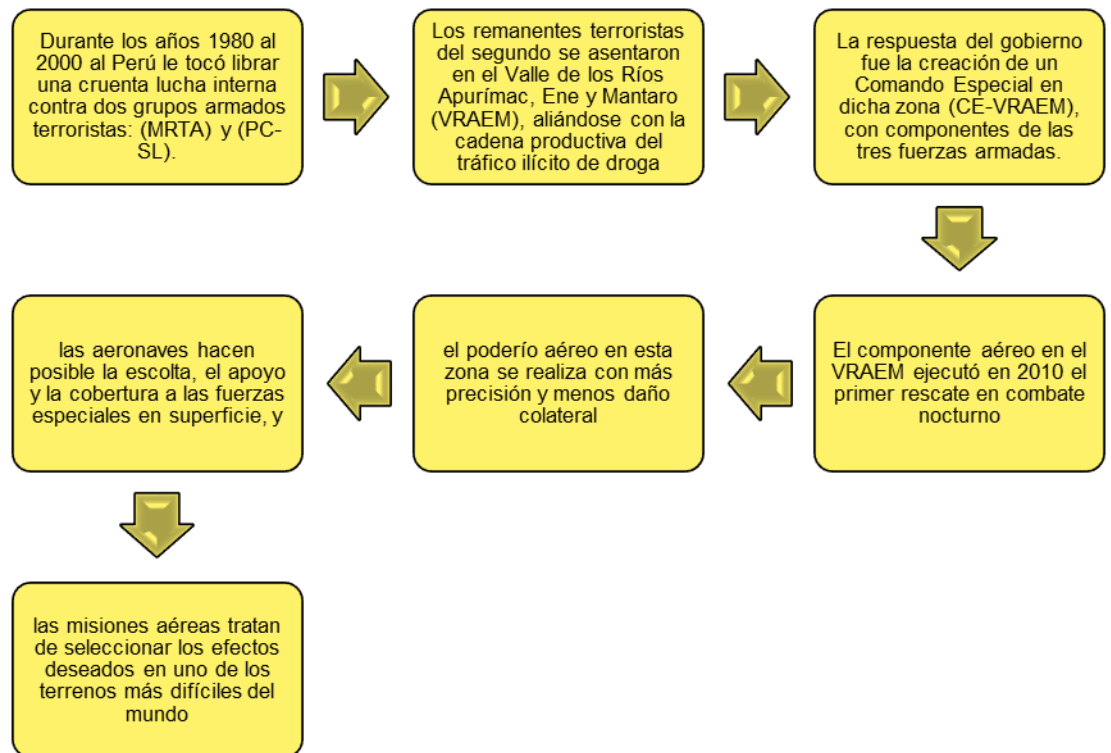 Durante los años 1980 al
2000 al Perú le tocó librar
una cruenta lucha interna
contra dos grupos armados
terroristas: (MRTA) y (PC-
SL).
Los remanentes terroristas
del segundo se asentaron
en el Valle de los Ríos
Apurímac, Ene y Mantaro
(VRAEM), aliándose con la
cadena productiva del
tráfico ilícito de droga
La respuesta del gobierno
fue la creación de un
Comando Especial en
dicha zona (CE-VRAEM),
con componentes de las
tres fuerzas armadas.
El componente aéreo en el
VRAEM ejecutó en 2010 el
primer rescate en combate
nocturno
el poderío aéreo en esta
zona se realiza con más
precisión y menos daño
colateral
las aeronaves hacen
posible la escolta, el apoyo
y la cobertura a las fuerzas
especiales en superficie, y
las misiones aéreas tratan
de seleccionar los efectos
deseados en uno de los
terrenos más difíciles del
mundo